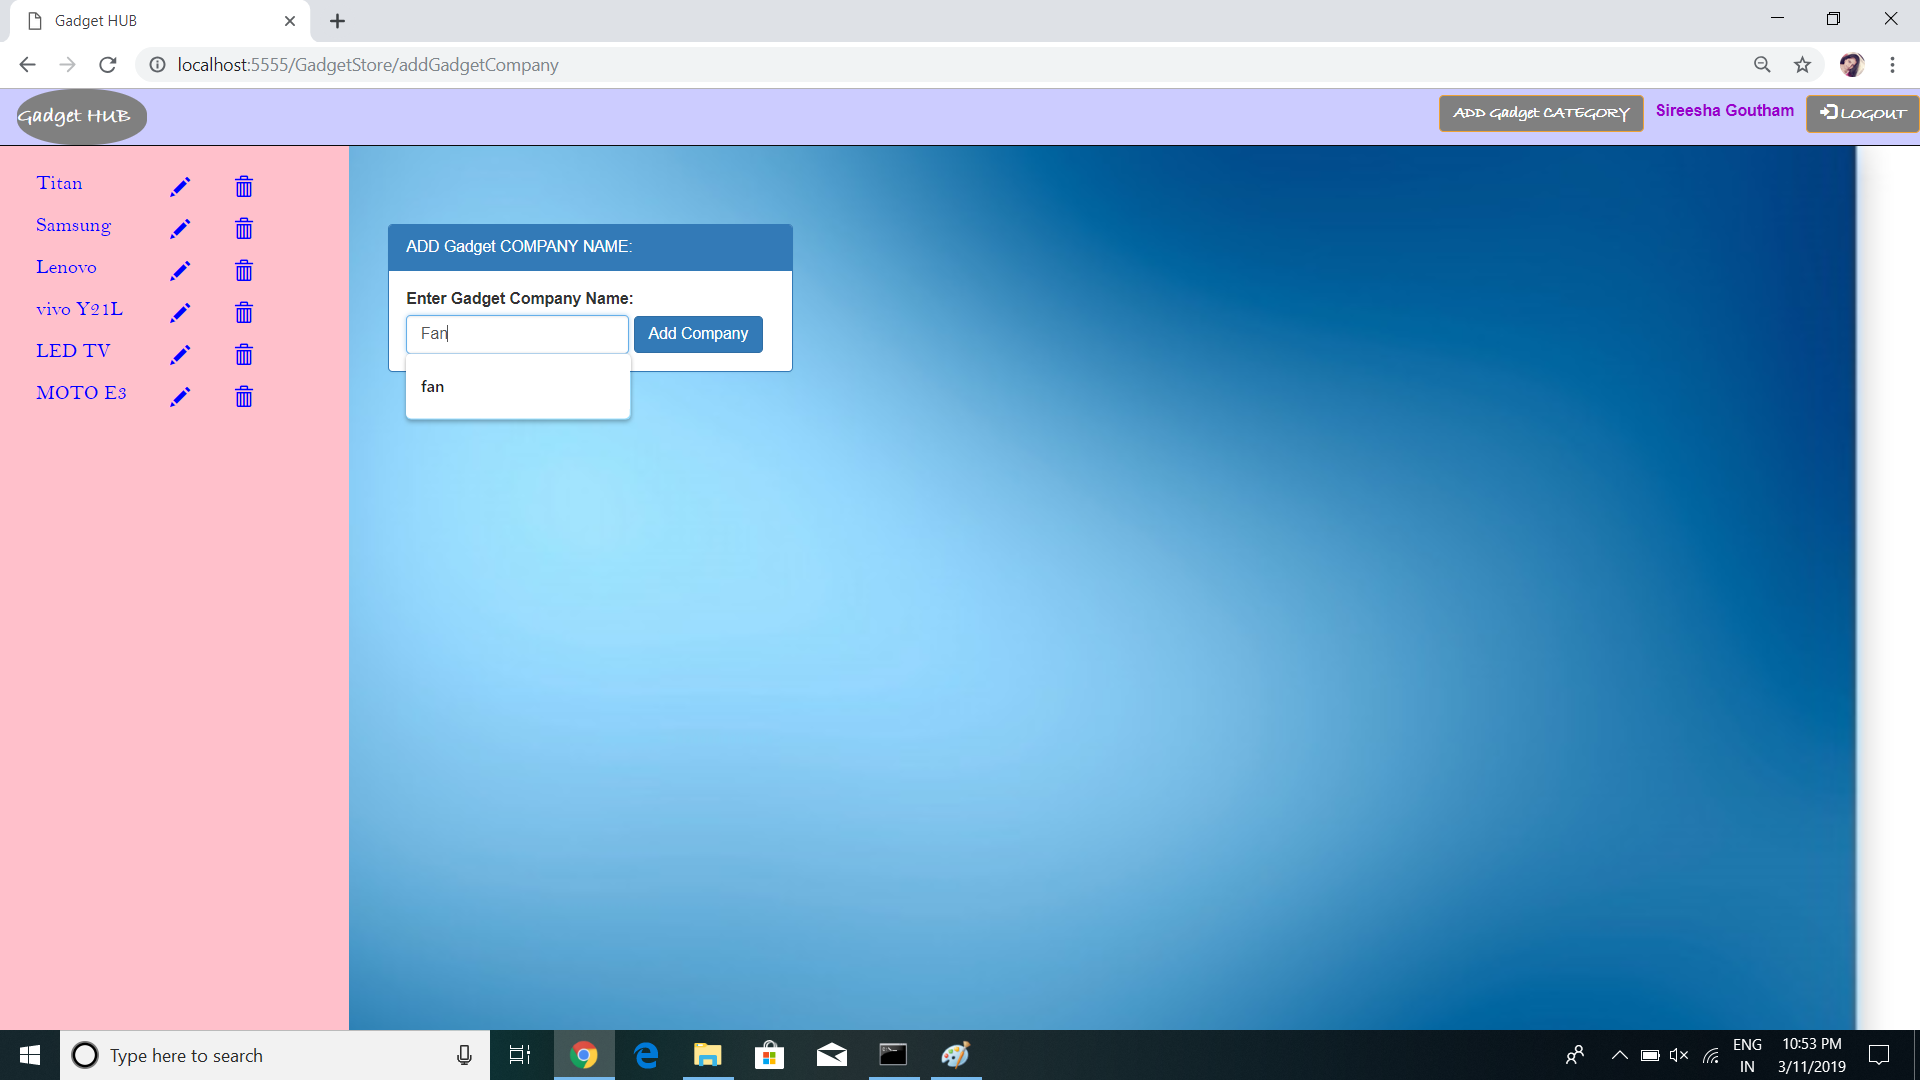 Gadget HUB
localhost:5555/GadgetStore/addGadgetCompany
Gadget HUB
ADD Gadget CATEGORY
Sireesha Goutham
LOGOUT
Titan
Samsung
Lenovo
vivo Y21L
LED TV
MOTO E3
ADD Gadget COMPANY NAME:
Enter Gadget Company Name:
Fan
Add Company
fan
Type here to search
ENG
IN
10:53 PM
3/11/2019